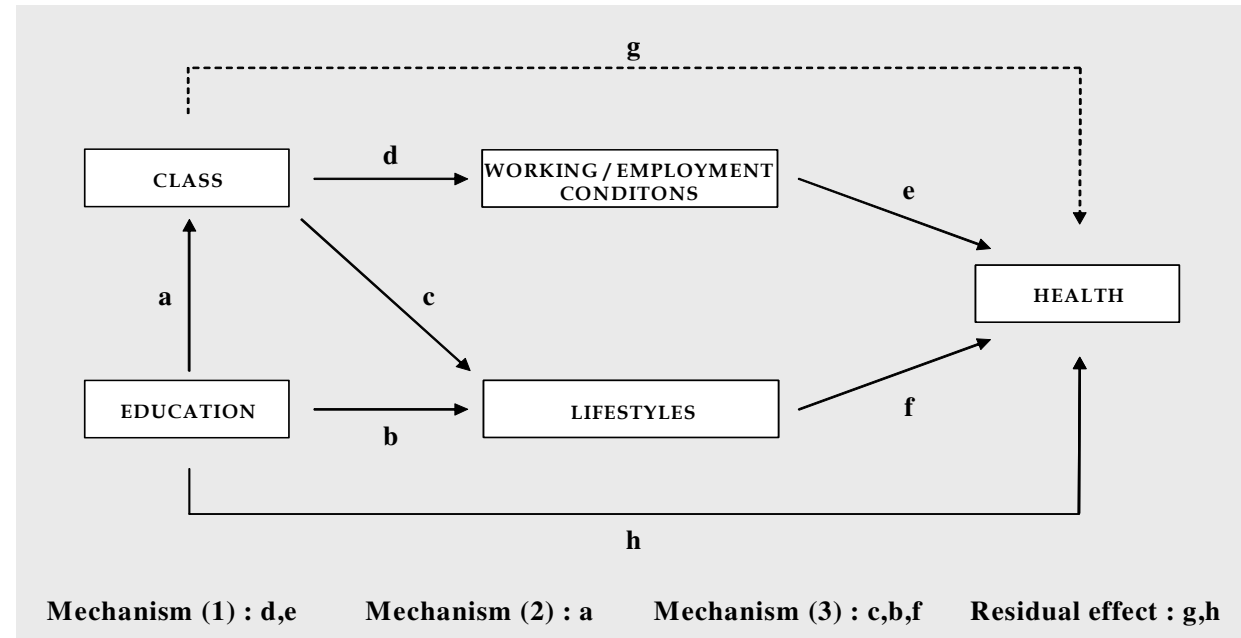 g
CLASS
d
WORKING / EMPLOYMENT
CONDITONS
e
a
c
HEALTH
EDUCATION
b
LIFESTYLES
f
h
Mechanism (1) : d,e Mechanism (2) : a Mechanism (3) : c,b,f Residual effect : g,h